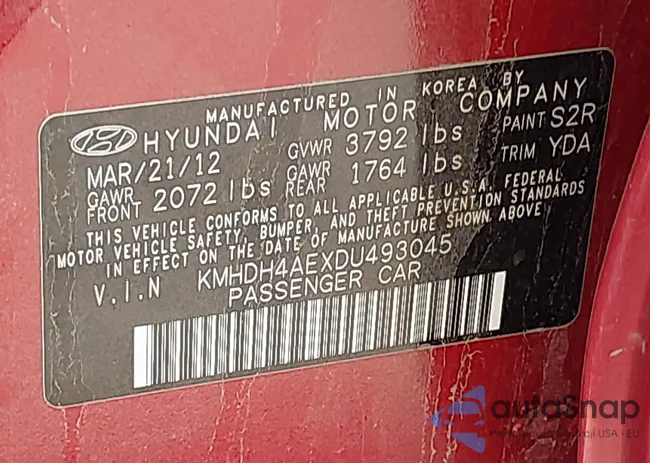 MANUFACTURED IN KOREA BY
HYUNDAI MOTOR COMPANY
MAR/21/12 GVWR 3792 lbs PAINT S2R
GAWR FRONT 2072 lbs GAWR REAR 1764 lbs TRIM YDA
THIS VEHICLE CONFORMS TO ALL APPLICABLE U.S.A. FEDERAL
MOTOR VEHICLE SAFETY, BUMPER, AND THEFT PREVENTION STANDARDS
IN EFFECT ON THE DATE OF MANUFACTURE SHOWN ABOVE
V.I.N KMHDH4AEXDU493045
PASSENGER CAR
autoSnap
USA i EU